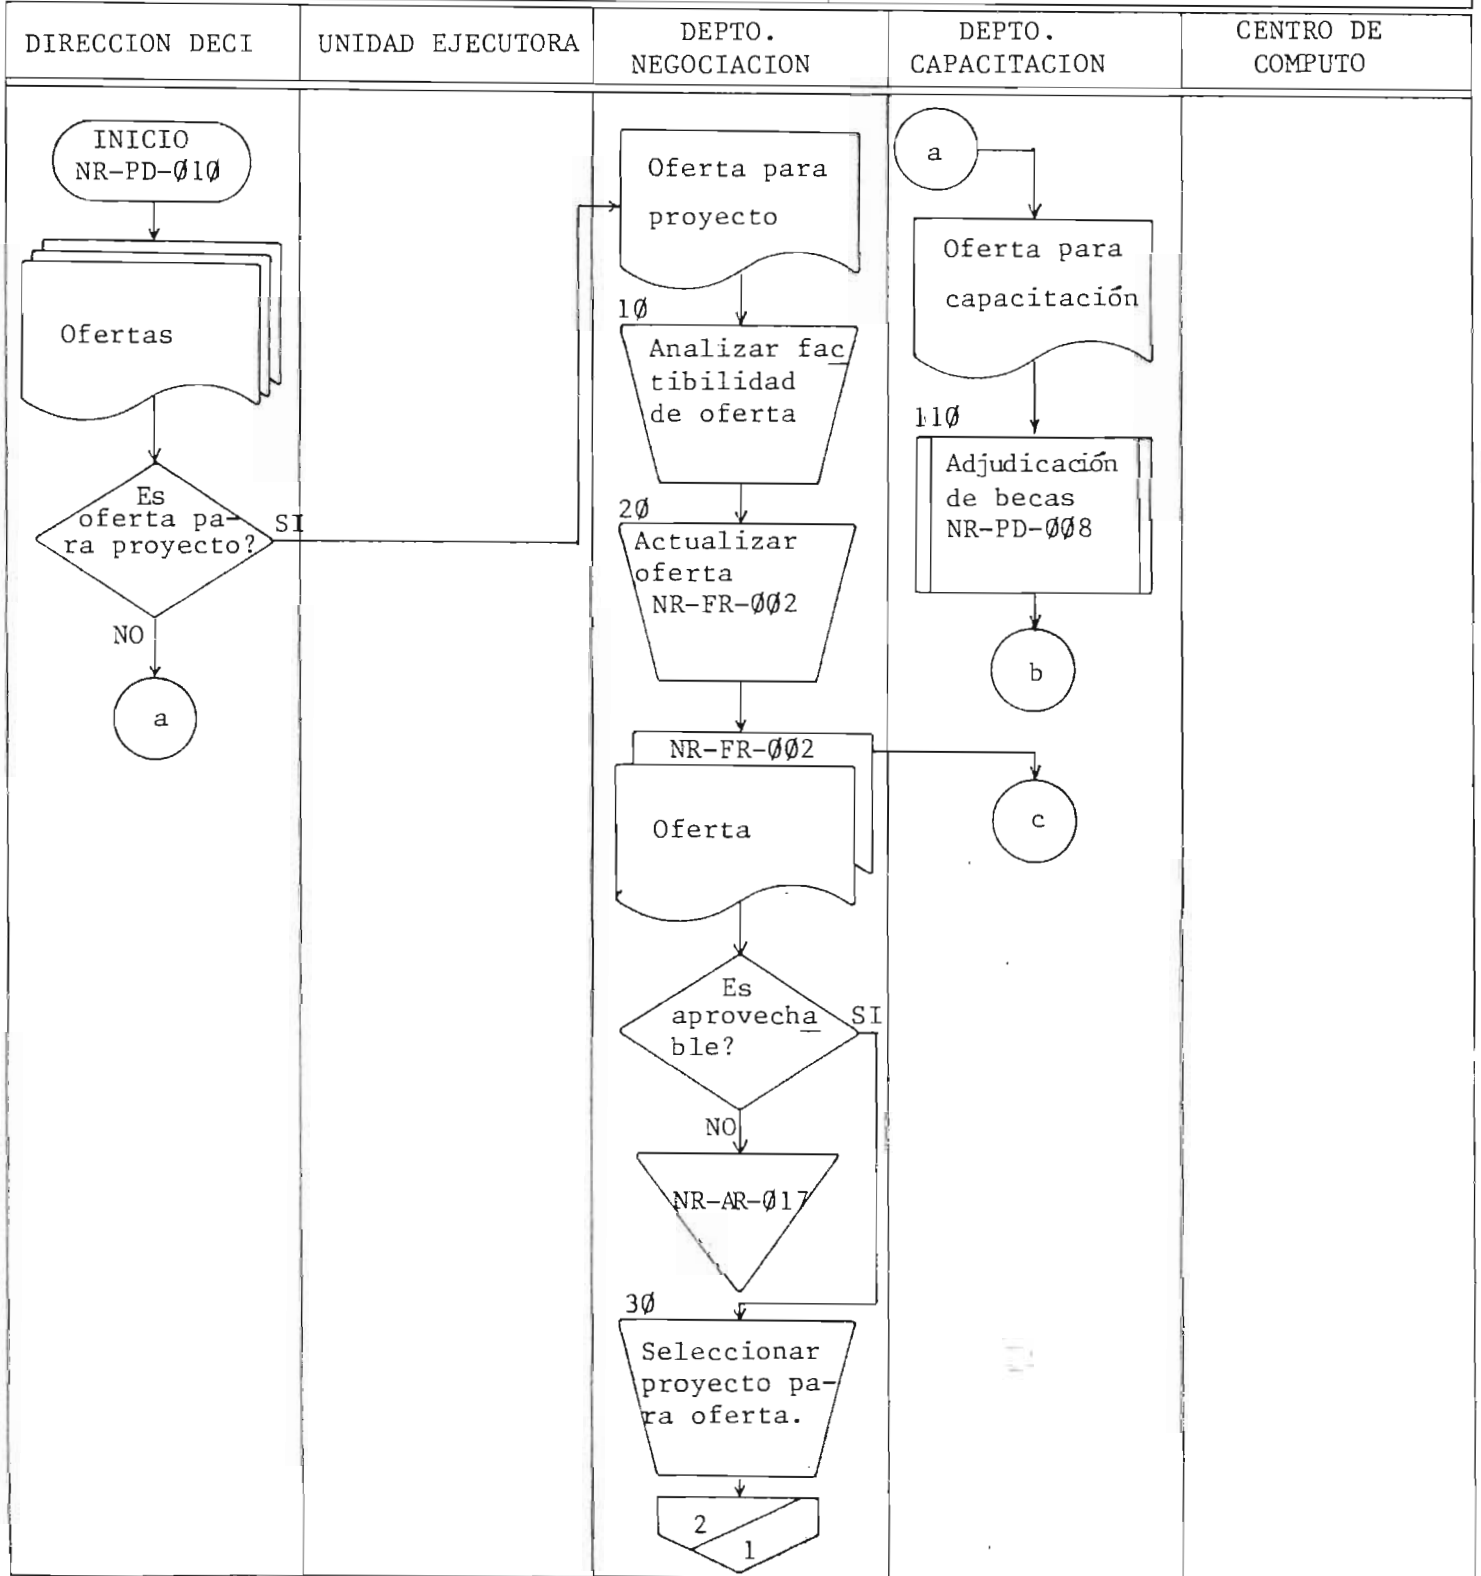 DIRECCION DECI
UNIDAD EJECUTORA
DEPTO.
NEGOCIACION
DEPTO.
CAPACITACION
CENTRO DE
COMPUTO
INICIO
NR-PD-Ø1Ø
Ofertas
Es
oferta pa-
ra proyecto?
SI
NO
a
Oferta para
proyecto
1Ø
Analizar fac
tibilidad
de oferta
2Ø
Actualizar
oferta
NR-FR-ØØ2
NR-FR-ØØ2
Oferta
Es
aprovecha
ble?
SI
NO
NR-AR-Ø17
3Ø
Seleccionar
proyecto pa-
ra oferta.
2
1
a
Oferta para
capacitación
11Ø
Adjudicación
de becas
NR-PD-ØØ8
b
c